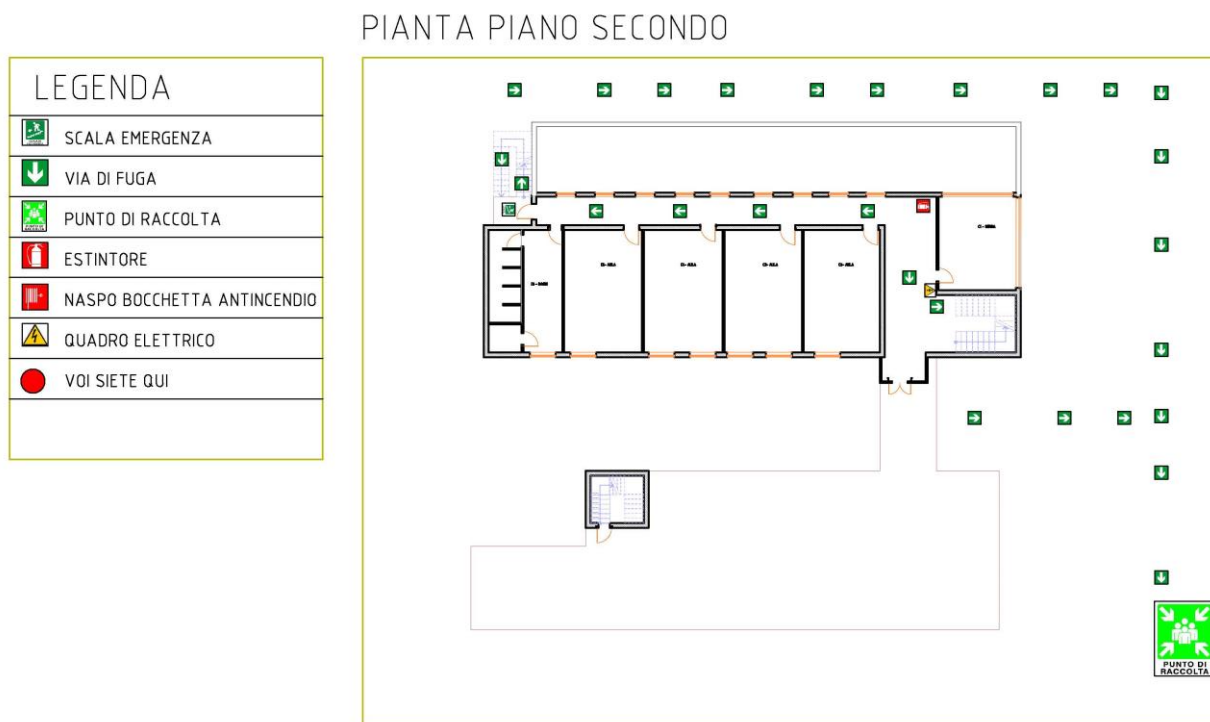 PIANTA PIANO SECONDO
LEGENDA
SCALA EMERGENZA
VIA DI FUGA
PUNTO DI RACCOLTA
ESTINTORE
NASPO BOCCHETTA ANTINCENDIO
QUADRO ELETTRICO
VOI SIETE QUI
PUNTO DI
RACCOLTA